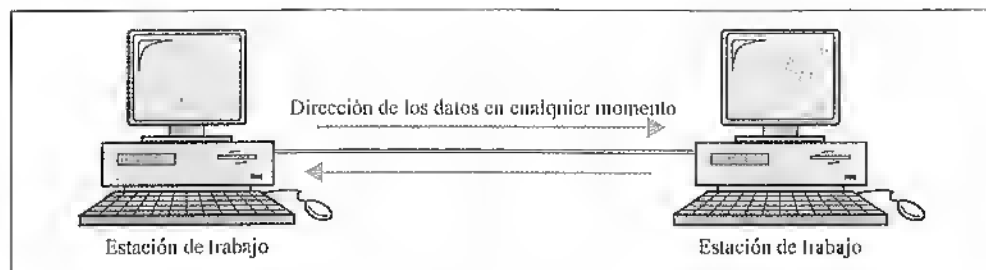 Dirección de los datos en cualquier momento
Estación de trabajo
Estación de trabajo